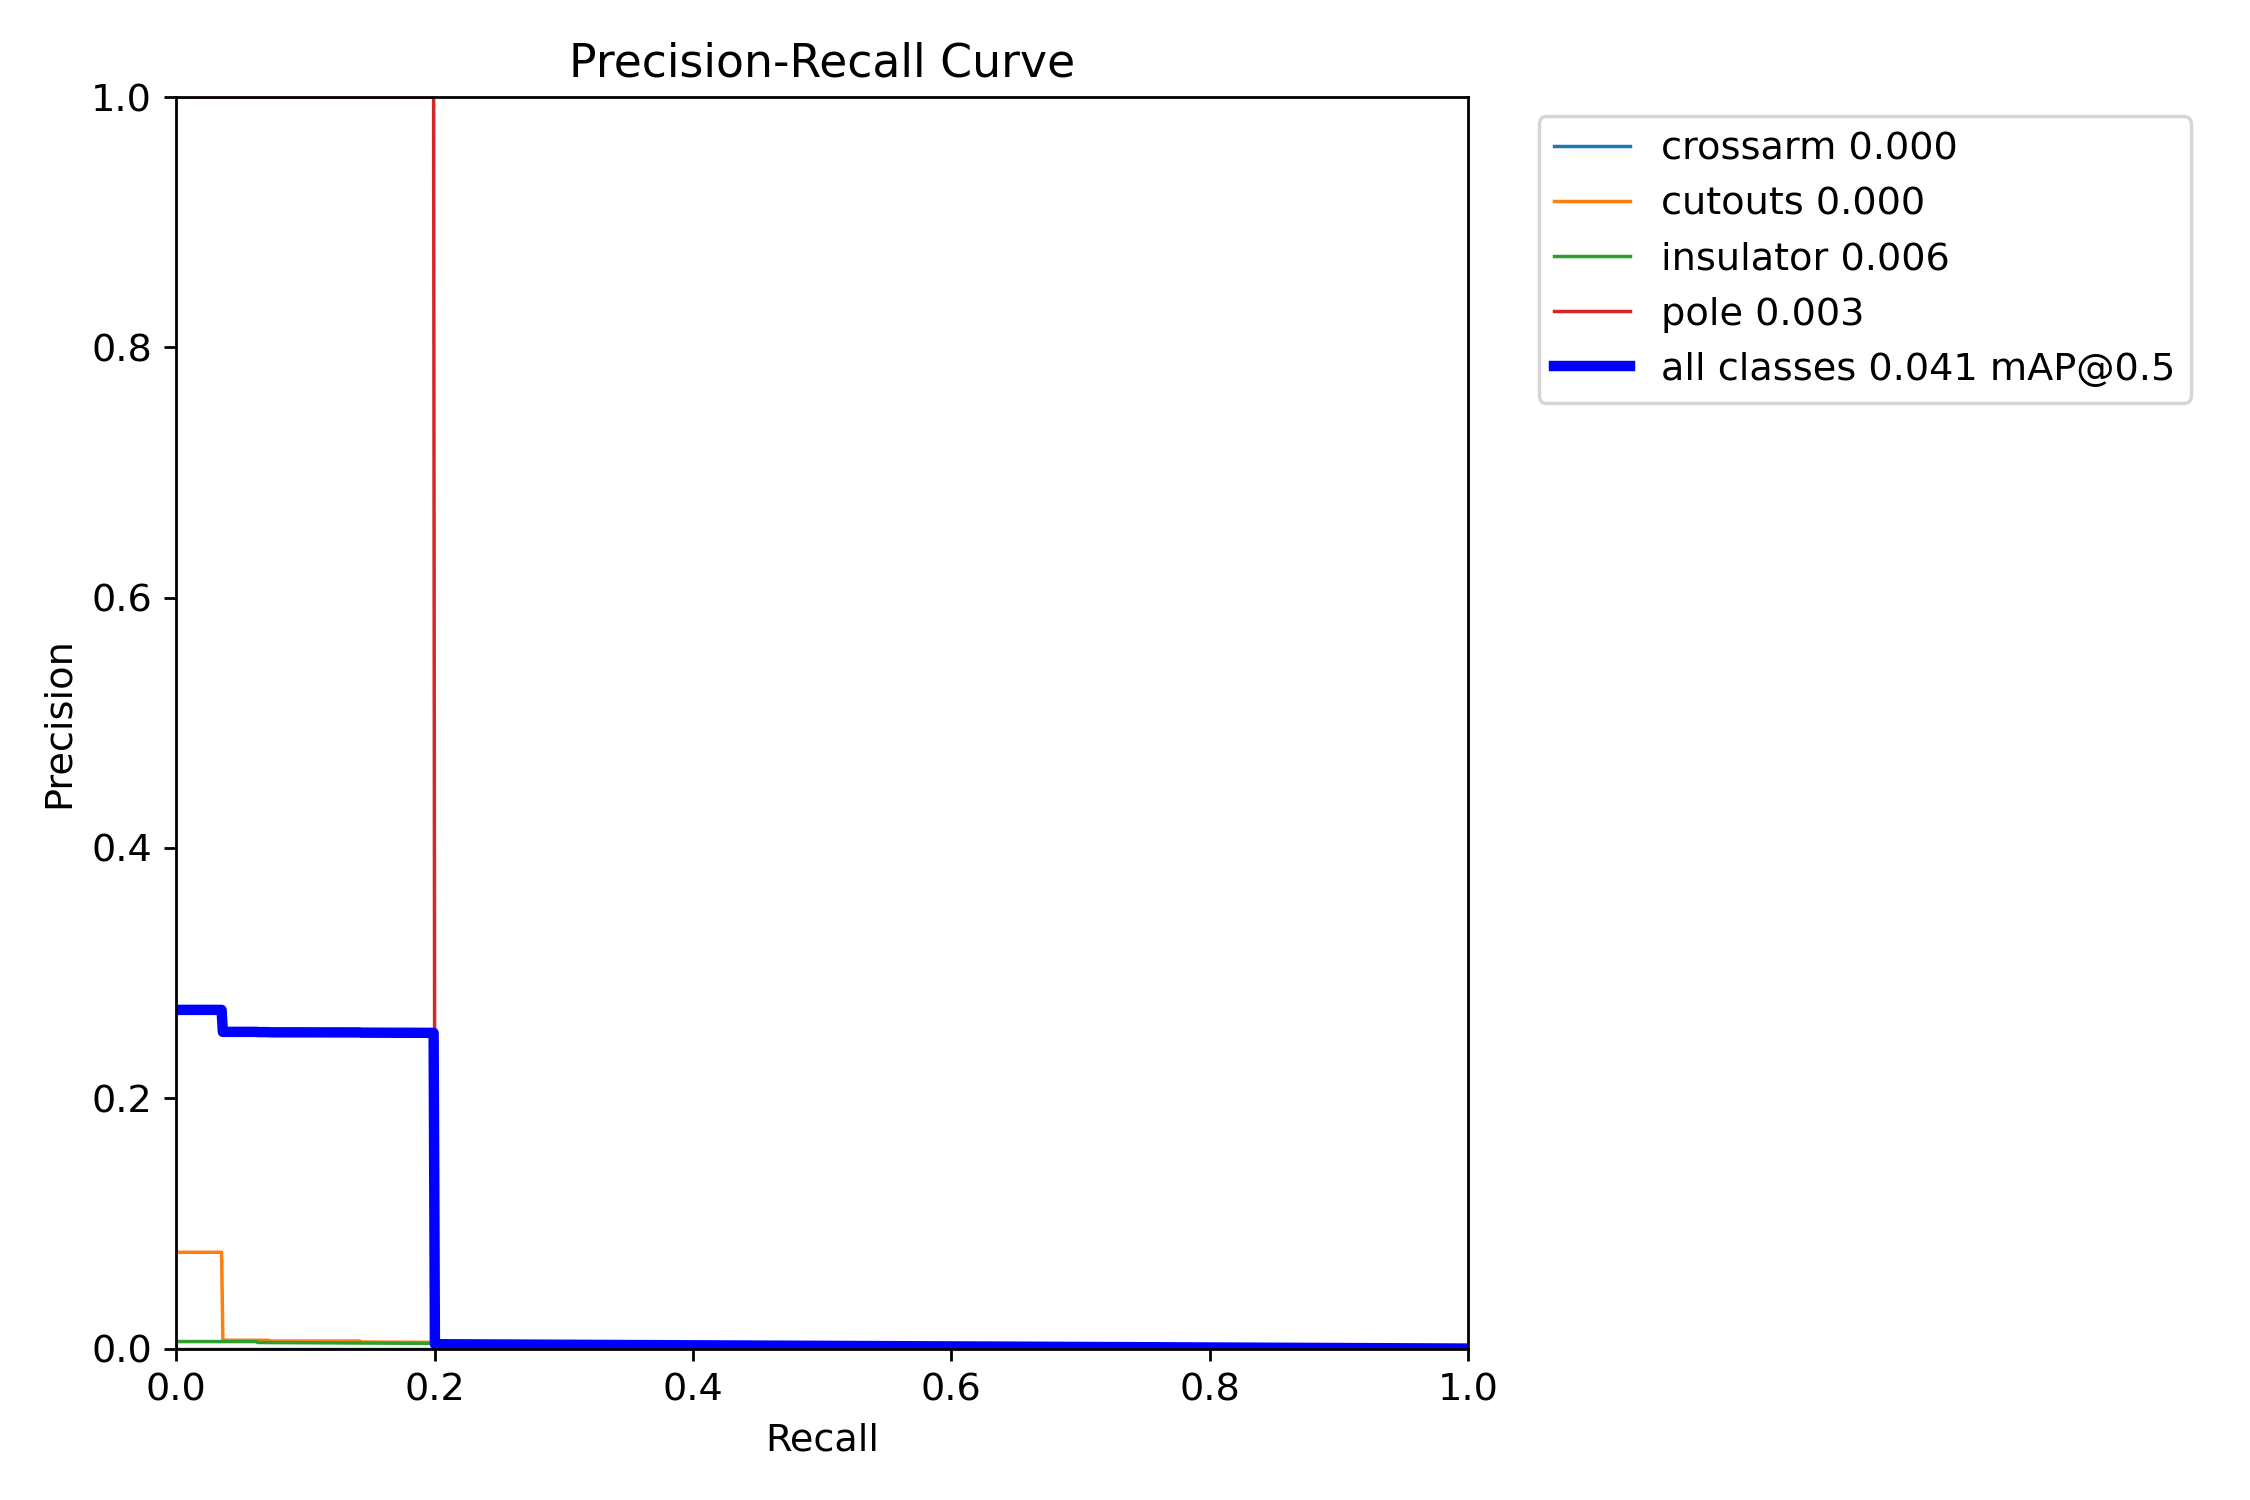 Precision-Recall Curve
1.0
0.8
0.6
0.4
0.2
0.0
Precision
0.0 0.2 0.4 0.6 0.8 1.0
Recall
crossarm 0.000
cutouts 0.000
insulator 0.006
pole 0.003
all classes 0.041 mAP@0.5